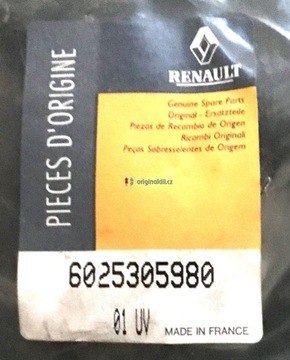 PIECES D'ORIGINE
RENAULT
Genuine Spare Parts
Original - Ersatzteile
Piezas de Recambio de Origen
Ricambi Originali
Peças Sobresselentes de Origem
originaldil.cz
6025305980
01 UV
MADE IN FRANCE